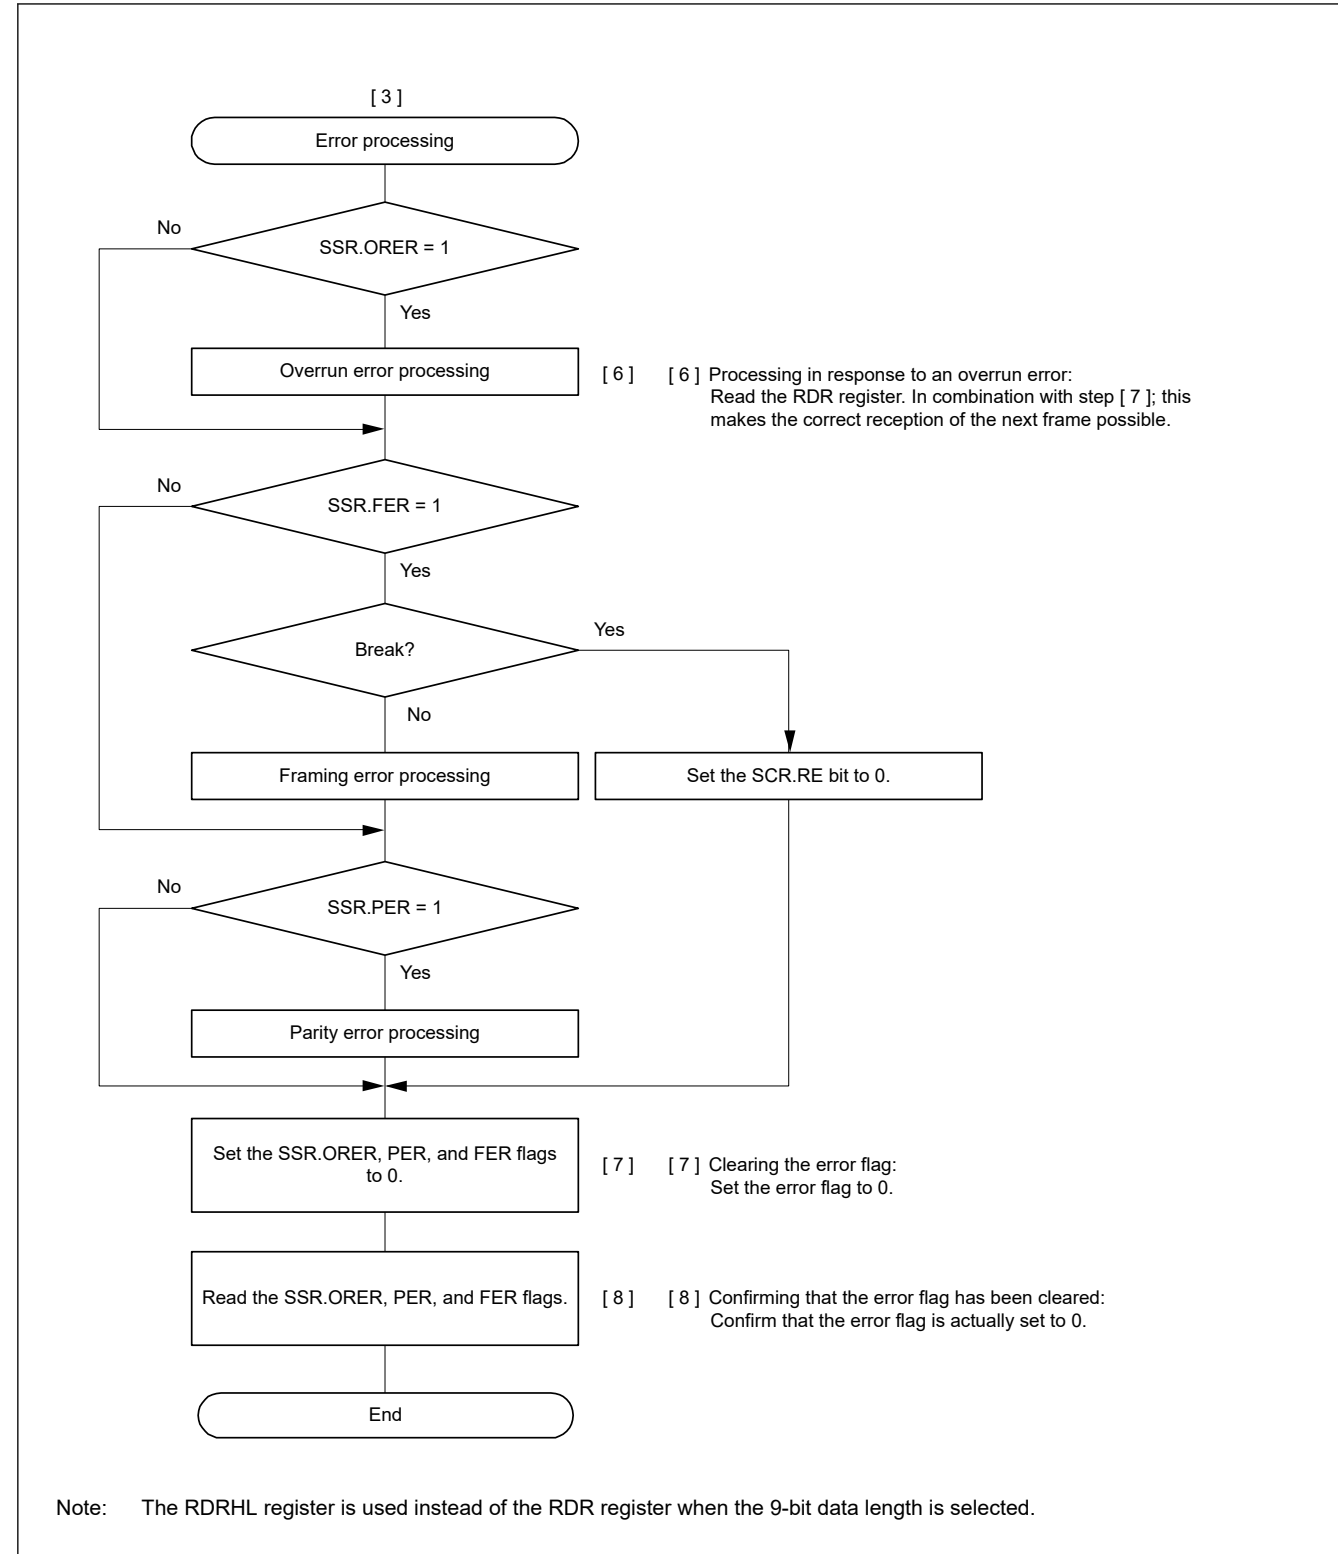 [ 3 ]
Error processing
No
SSR.ORER = 1
Yes
Overrun error processing
[ 6 ]
[ 6 ] Processing in response to an overrun error:
Read the RDR register. In combination with step [ 7 ]; this
makes the correct reception of the next frame possible.
No
SSR.FER = 1
Yes
Break?
Yes
No
Framing error processing
Set the SCR.RE bit to 0.
No
SSR.PER = 1
Yes
Parity error processing
Set the SSR.ORER, PER, and FER flags
to 0.
[ 7 ]
[ 7 ] Clearing the error flag:
Set the error flag to 0.
Read the SSR.ORER, PER, and FER flags.
[ 8 ]
[ 8 ] Confirming that the error flag has been cleared:
Confirm that the error flag is actually set to 0.
End
Note: The RDRHL register is used instead of the RDR register when the 9-bit data length is selected.